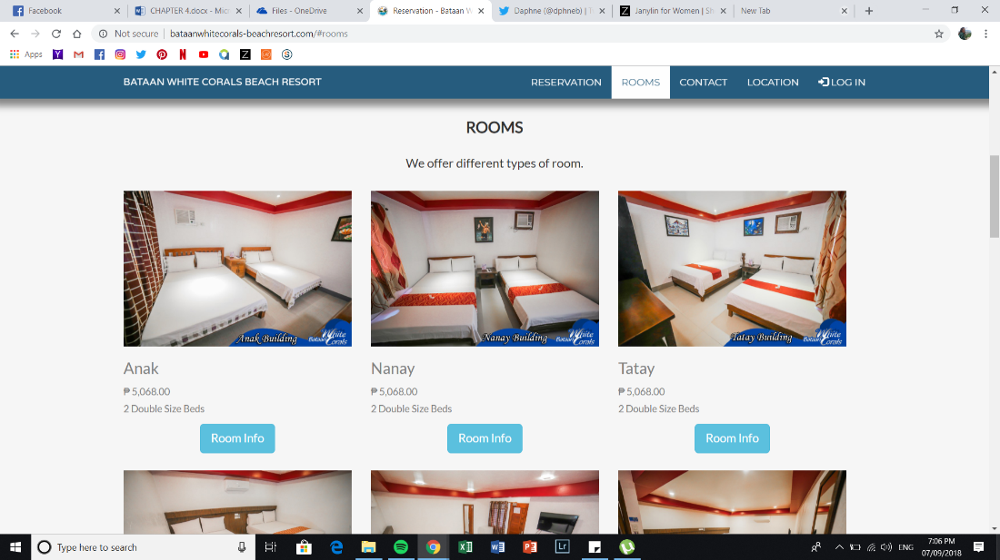 Facebook
CHAPTER 4.docx - Micr
Files - OneDrive
Reservation - Bataan W
Daphne (@dphneb) | T
Janylin for Women | Sh
New Tab
Not secure | bataanwhitecorals-beachresort.com/#rooms
Apps
BATAAN WHITE CORALS BEACH RESORT
RESERVATION
ROOMS
CONTACT
LOCATION
LOG IN
ROOMS
We offer different types of room.
Anak Building
Bataan White Corals
Nanay Building
Bataan White Corals
Tatay Building
Bataan White Corals
Anak
₱ 5,068.00
2 Double Size Beds
Room Info
Nanay
₱ 5,068.00
2 Double Size Beds
Room Info
Tatay
₱ 5,068.00
2 Double Size Beds
Room Info
Type here to search
Lr
ENG
7:06 PM
07/09/2018